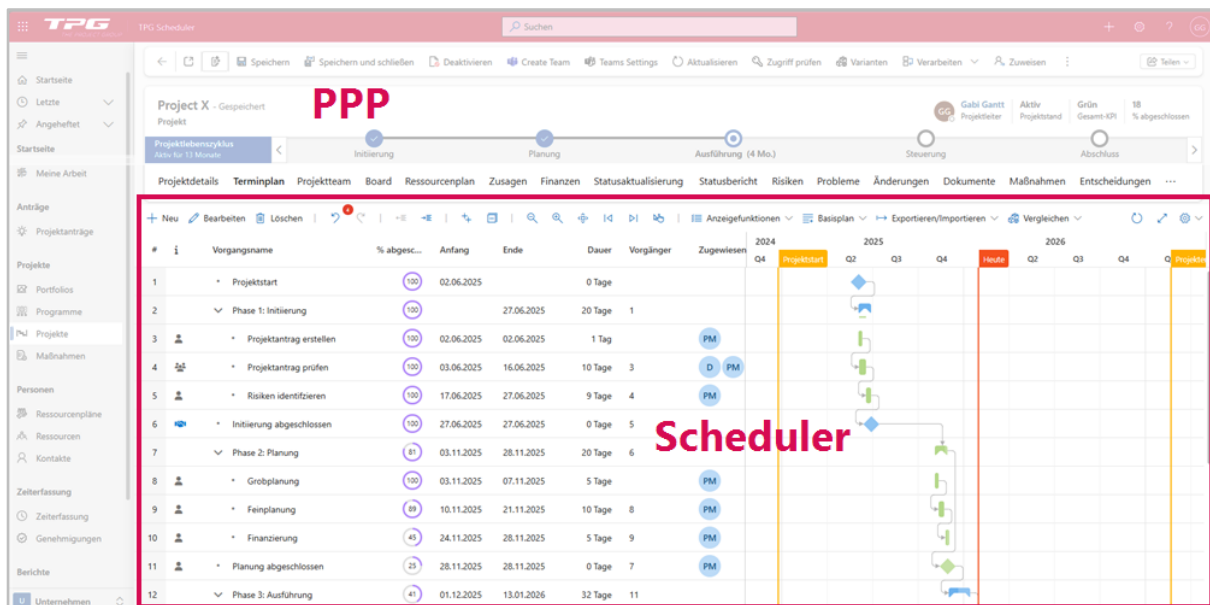 TPG TPG Scheduler Suchen GG
Speichern Speichern und schließen Deaktivieren Create Team Teams Settings Aktualisieren Zugriff prüfen Varianten Verarbeiten Zuweisen Teilen
Startseite
Letzte
Angeheftet
Startseite
Meine Arbeit
Anträge
Projektanträge
Projekte
Portfolios
Programme
Projekte
Maßnahmen
Personen
Ressourcenpläne
Ressourcen
Kontakte
Zeiterfassung
Zeiterfassung
Genehmigungen
Berichte
U Unternehmen
Project X - Gespeichert
Projekt
PPP
GG Gabi Gantt Aktiv Grün 18
Projektleiter Projektstand Gesamt-KPI % abgeschlossen
Projektlebenszyklus
Aktiv für 13 Monate
Initiierung Planung Ausführung (4 Mo.) Steuerung Abschluss
Projektdetails Terminplan Projektteam Board Ressourcenplan Zusagen Finanzen Statusaktualisierung Statusbericht Risiken Probleme Änderungen Dokumente Maßnahmen Entscheidungen ...
+ Neu Bearbeiten Löschen Anzeigefunktionen Basisplan Exportieren/Importieren Vergleichen
# i Vorgangsname % abgesc... Anfang Ende Dauer Vorgänger Zugewiesen
2024 2025 2026
Q4 Projektstart Q2 Q3 Q4 Heute Q2 Q3 Q4 Q
1 Projektstart 100 02.06.2025 0 Tage
2 Phase 1: Initiierung 100 27.06.2025 20 Tage 1
3 Projektantrag erstellen 100 02.06.2025 02.06.2025 1 Tag PM
4 Projektantrag prüfen 100 03.06.2025 16.06.2025 10 Tage 3 D PM
5 Risiken identifzieren 100 17.06.2025 27.06.2025 9 Tage 4 PM
6 Initiierung abgeschlossen 100 27.06.2025 27.06.2025 0 Tage 5
Scheduler
7 Phase 2: Planung 81 03.11.2025 28.11.2025 20 Tage 6
8 Grobplanung 100 03.11.2025 07.11.2025 5 Tage PM
9 Feinplanung 89 10.11.2025 21.11.2025 10 Tage 8 PM
10 Finanzierung 45 24.11.2025 28.11.2025 5 Tage 9 PM
11 Planung abgeschlossen 25 28.11.2025 28.11.2025 0 Tage 7 PM
12 Phase 3: Ausführung 41 01.12.2025 13.01.2026 32 Tage 11